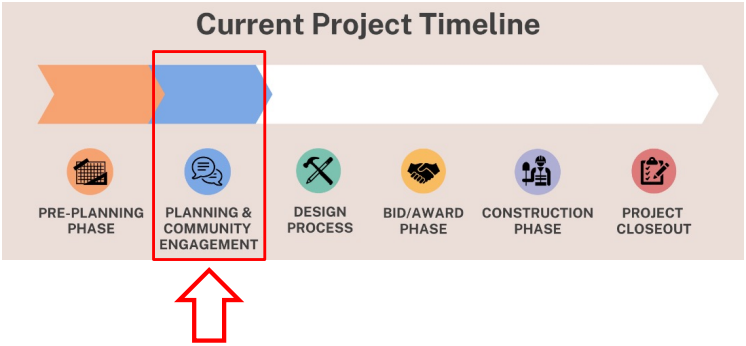 Current Project Timeline
PRE-PLANNING
PHASE
PLANNING &
COMMUNITY
ENGAGEMENT
DESIGN
PROCESS
BID/AWARD
PHASE
CONSTRUCTION
PHASE
PROJECT
CLOSEOUT